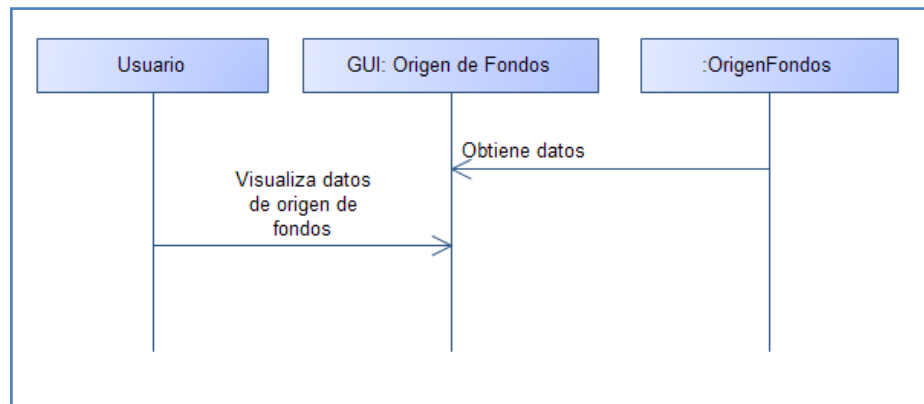 Usuario
GUI: Origen de Fondos
:OrigenFondos
Obtiene datos
Visualiza datos
de origen de
fondos